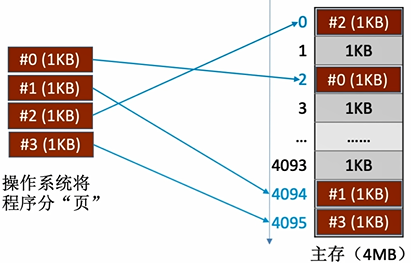 #0 (1KB)
#1 (1KB)
#2 (1KB)
#3 (1KB)
操作系统将
程序分“页”
0 #2 (1KB)
1 1KB
2 #0 (1KB)
3 1KB
... ......
4093 1KB
4094 #1 (1KB)
4095 #3 (1KB)
主存（4MB）